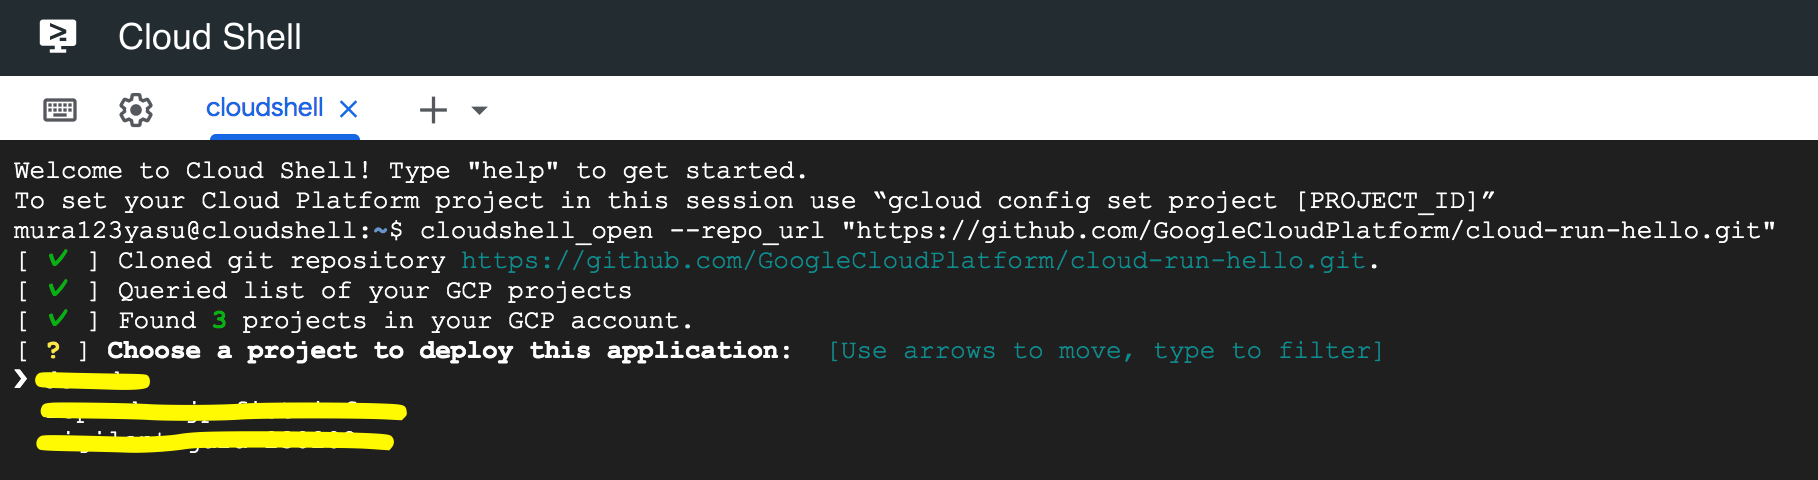 Cloud Shell
cloudshell
Welcome to Cloud Shell! Type "help" to get started.
To set your Cloud Platform project in this session use “gcloud config set project [PROJECT_ID]”
mura123yasu@cloudshell:~$ cloudshell_open --repo_url "https://github.com/GoogleCloudPlatform/cloud-run-hello.git"
[ ✔ ] Cloned git repository https://github.com/GoogleCloudPlatform/cloud-run-hello.git.
[ ✔ ] Queried list of your GCP projects
[ ✔ ] Found 3 projects in your GCP account.
[ ? ] Choose a project to deploy this application:  [Use arrows to move, type to filter]
❯